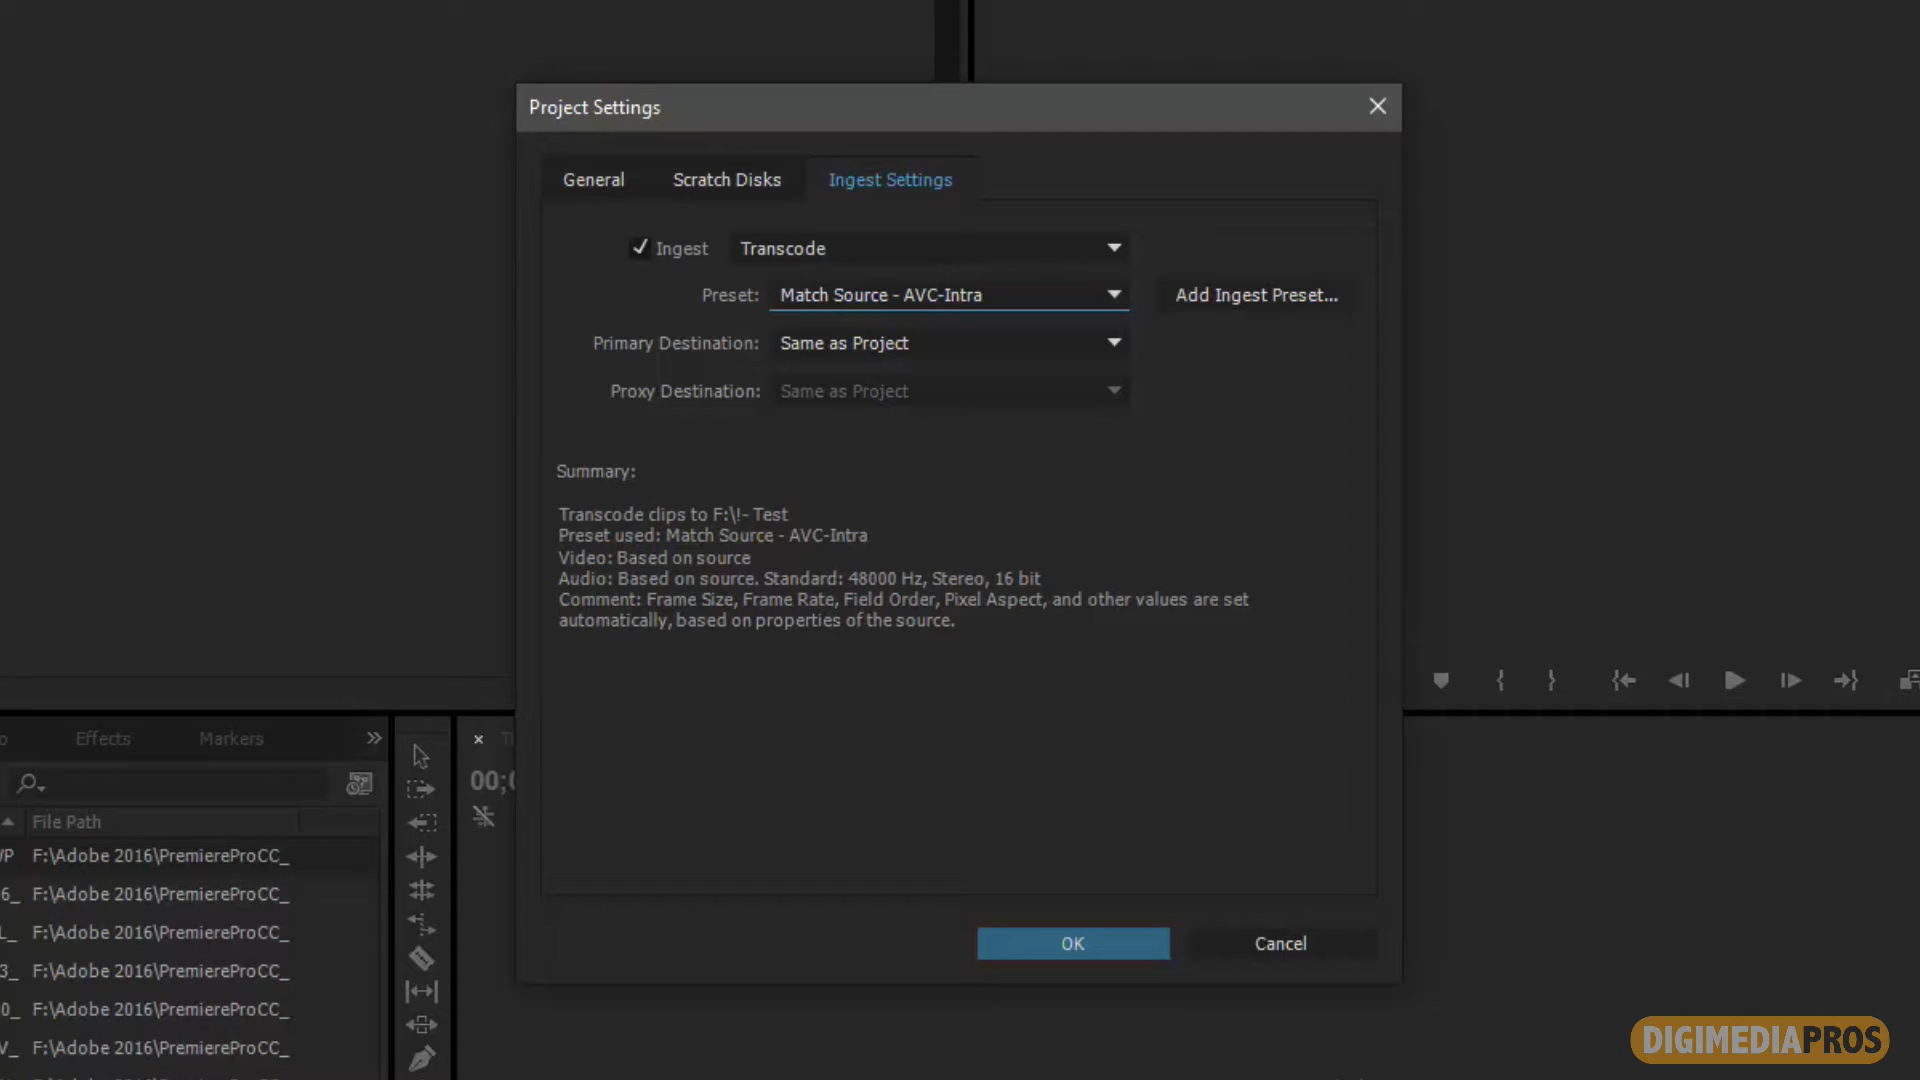 Project Settings
General Scratch Disks Ingest Settings
Ingest Transcode
Preset: Match Source - AVC-Intra Add Ingest Preset...
Primary Destination: Same as Project
Proxy Destination: Same as Project
Summary:
Transcode clips to F:\!- Test
Preset used: Match Source - AVC-Intra
Video: Based on source
Audio: Based on source. Standard: 48000 Hz, Stereo, 16 bit
Comment: Frame Size, Frame Rate, Field Order, Pixel Aspect, and other values are set
automatically, based on properties of the source.
OK Cancel
Effects Markers
File Path
F:\Adobe 2016\PremiereProCC_
F:\Adobe 2016\PremiereProCC_
F:\Adobe 2016\PremiereProCC_
F:\Adobe 2016\PremiereProCC_
F:\Adobe 2016\PremiereProCC_
F:\Adobe 2016\PremiereProCC_
DIGIMEDIAPROS